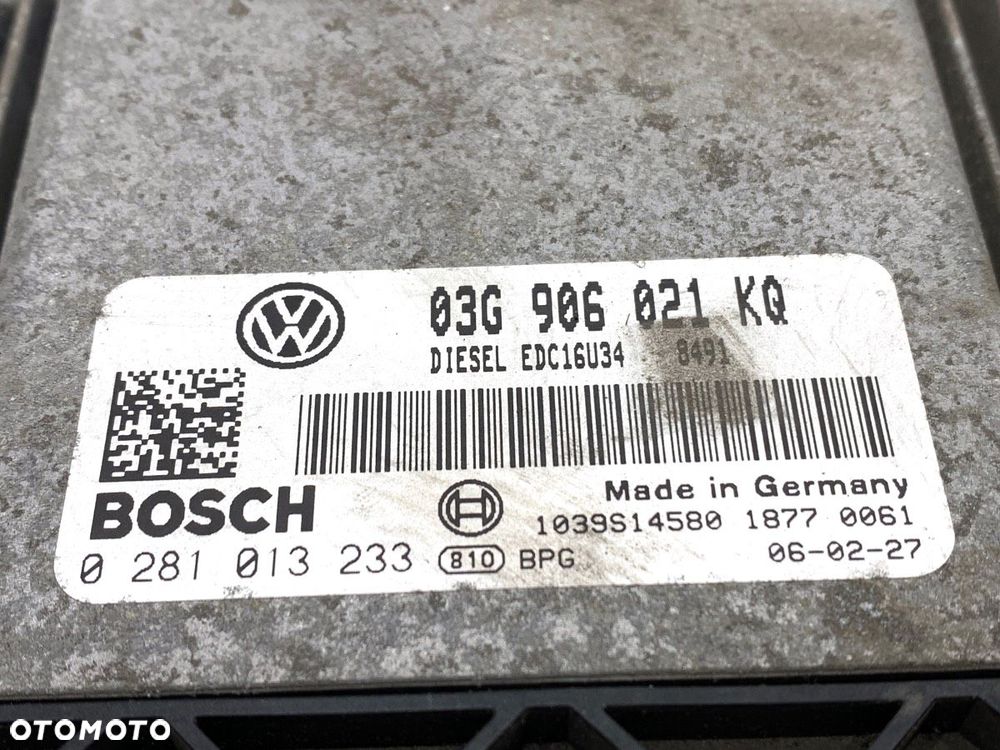 03G 906 021 KQ
DIESEL EDC16U34 8491
BOSCH
Made in Germany
1039S14580 1877 0061
0 281 013 233 810 BPG 06-02-27
OTOMOTO